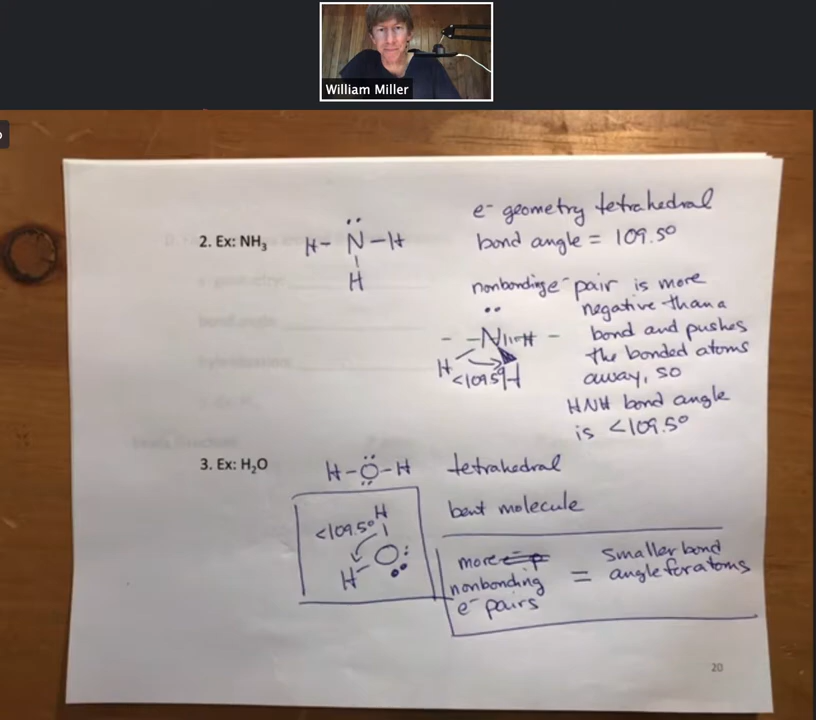 William Miller
2. Ex: NH3
H-N̈-H
H
e- geometry tetrahedral
bond angle = 109.5°
nonbonding e- pair is more
negative than a
bond and pushes
the bonded atoms
away, so
HNH bond angle
is <109.5°
N
H
H
<109.5°
H
3. Ex: H2O
H-Ö-H
tetrahedral
bent molecule
<109.5°
H
O
H
more
nonbonding
e- pairs
=
smaller bond
angle for atoms
20